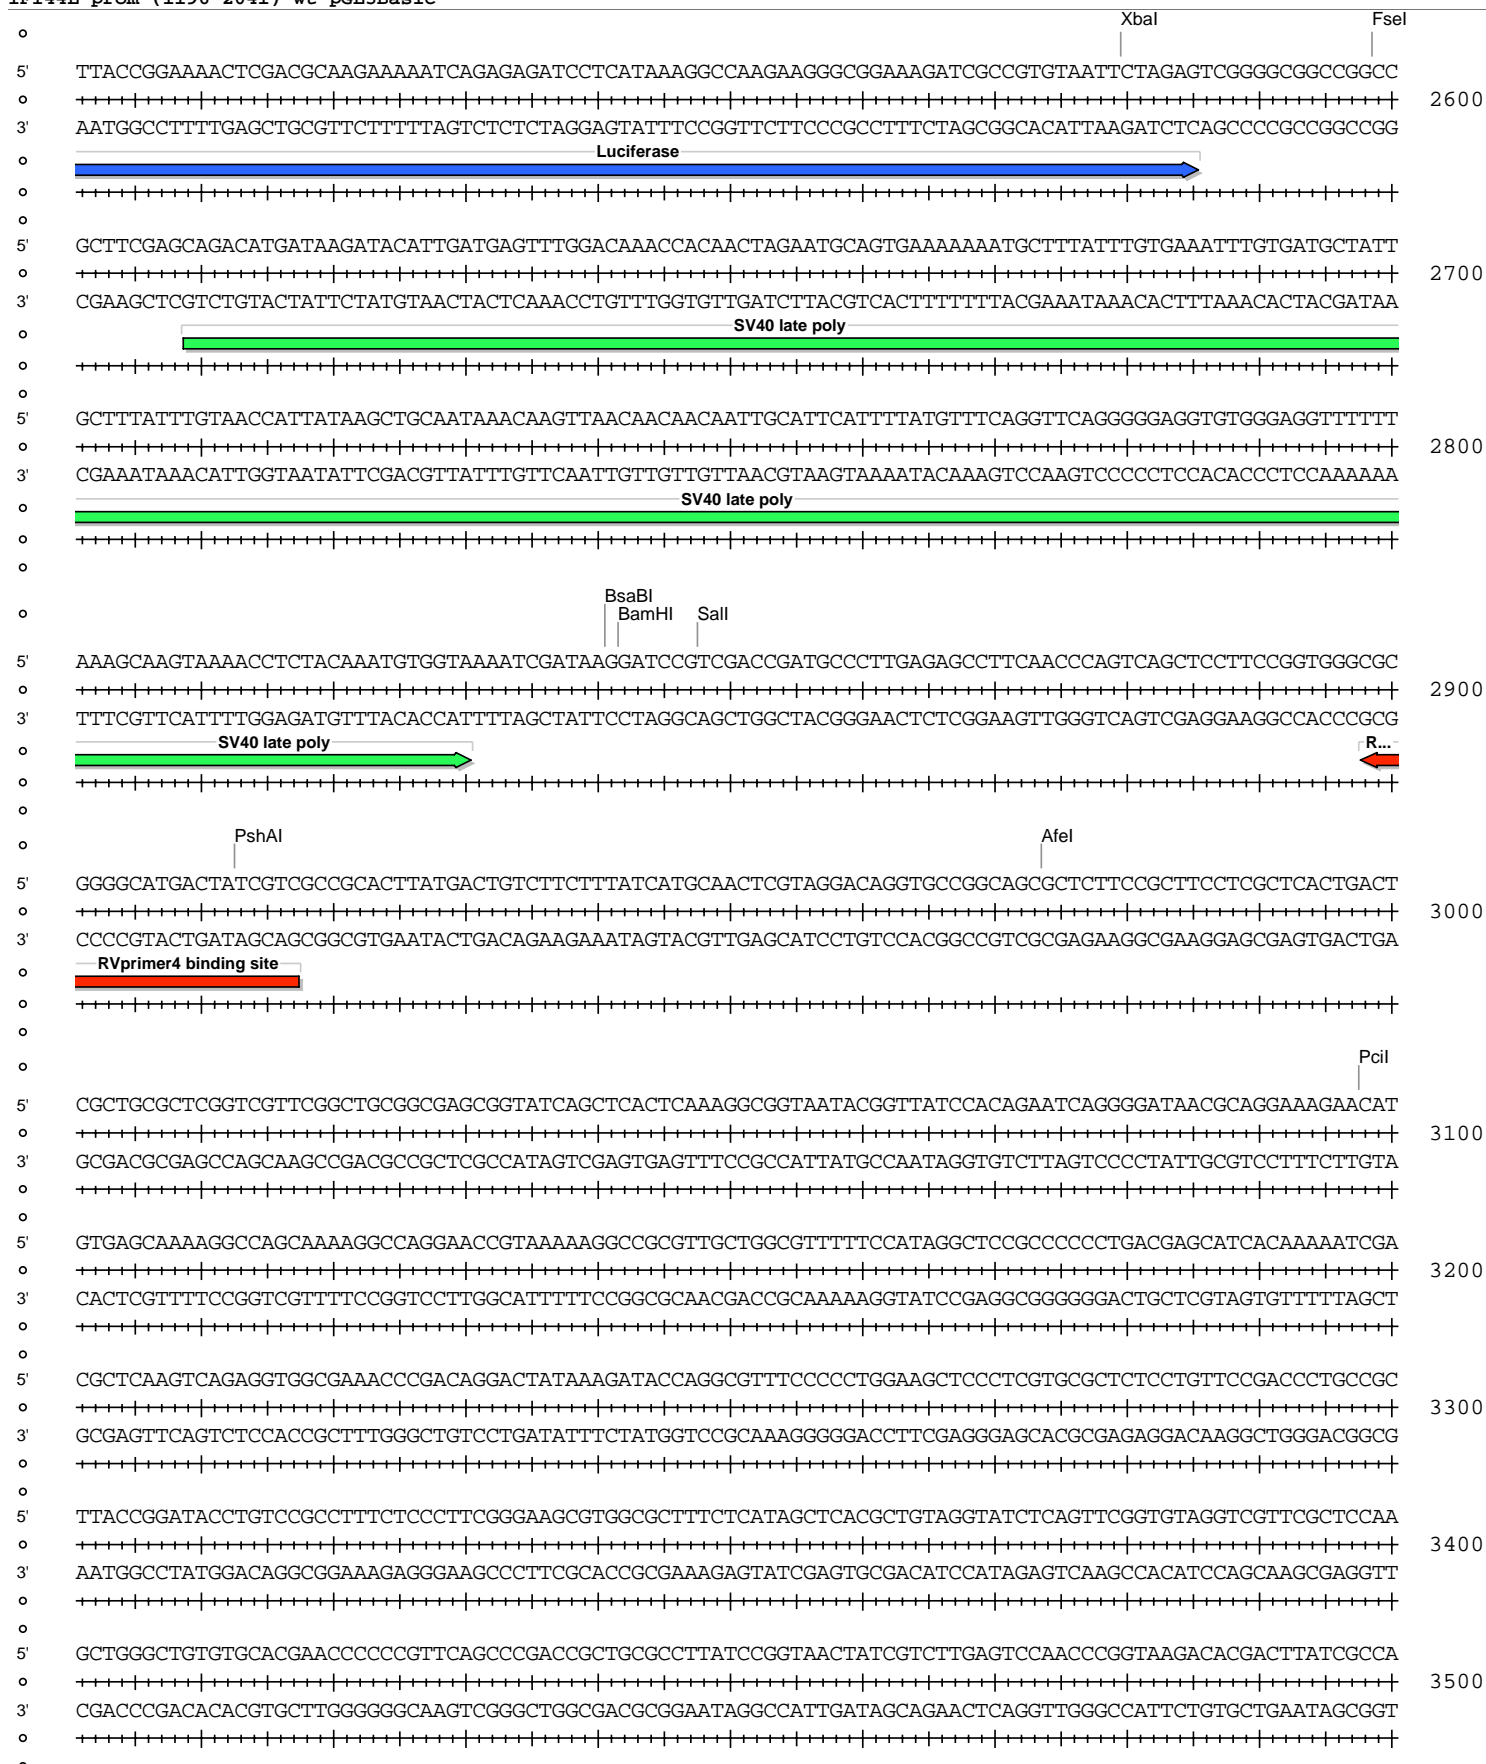 XbaI FseI
5' TTACCGGAAAACTCGACGCAAGAAAAATCAGAGAGATCCTCATAAAGGCCAAGAAGGGCGGAAAGATCGCCGTGTAATTCTAGAGTCGGGGCGGCCGGCC
2600
3' AATGGCCTTTTGAGCTGCGTTCTTTTTAGTCTCTCTAGGAGTATTTCCGGTTCTTCCCGCCTTTCTAGCGGCACATTAAGATCTCAGCCCCGCCGGCCGG
Luciferase
5' GCTTCGAGCAGACATGATAAGATACATTGATGAGTTTGGACAAACCACAACTAGAATGCAGTGAAAAAAATGCTTTATTTGTGAAATTTGTGATGCTATT
2700
3' CGAAGCTCGTCTGTACTATTCTATGTAACTACTCAAACCTGTTTGGTGTTGATCTTACGTCACTTTTTTTACGAAATAAACACTTTAAACACTACGATAA
SV40 late poly
5' GCTTTATTTGTAACCATTATAAGCTGCAATAAACAAGTTAACAACAACAATTGCATTCATTTTATGTTTCAGGTTCAGGGGGAGGTGTGGGAGGTTTTTT
2800
3' CGAAATAAACATTGGTAATATTCGACGTTATTTGTTCAATTGTTGTTGTTAACGTAAGTAAAATACAAAGTCCAAGTCCCCCTCCACACCCTCCAAAAAA
SV40 late poly
BsaBI
BamHI SalI
5' AAAGCAAGTAAAACCTCTACAAATGTGGTAAAATCGATAAGGATCCGTCGACCGATGCCCTTGAGAGCCTTCAACCCAGTCAGCTCCTTCCGGTGGGCGC
2900
3' TTTCGTTCATTTTGGAGATGTTTACACCATTTTAGCTATTCCTAGGCAGCTGGCTACGGGAACTCTCGGAAGTTGGGTCAGTCGAGGAAGGCCACCCGCG
SV40 late poly R...
PshAI AfeI
5' GGGGCATGACTATCGTCGCCGCACTTATGACTGTCTTCTTTATCATGCAACTCGTAGGACAGGTGCCGGCAGCGCTCTTCCGCTTCCTCGCTCACTGACT
3000
3' CCCCGTACTGATAGCAGCGGCGTGAATACTGACAGAAGAAATAGTACGTTGAGCATCCTGTCCACGGCCGTCGCGAGAAGGCGAAGGAGCGAGTGACTGA
RVprimer4 binding site
PciI
5' CGCTGCGCTCGGTCGTTCGGCTGCGGCGAGCGGTATCAGCTCACTCAAAGGCGGTAATACGGTTATCCACAGAATCAGGGGATAACGCAGGAAAGAACAT
3100
3' GCGACGCGAGCCAGCAAGCCGACGCCGCTCGCCATAGTCGAGTGAGTTTCCGCCATTATGCCAATAGGTGTCTTAGTCCCCTATTGCGTCCTTTCTTGTA
5' GTGAGCAAAAGGCCAGCAAAAGGCCAGGAACCGTAAAAAGGCCGCGTTGCTGGCGTTTTTCCATAGGCTCCGCCCCCCTGACGAGCATCACAAAAATCGA
3200
3' CACTCGTTTTCCGGTCGTTTTCCGGTCCTTGGCATTTTTCCGGCGCAACGACCGCAAAAAGGTATCCGAGGCGGGGGGACTGCTCGTAGTGTTTTTAGCT
5' CGCTCAAGTCAGAGGTGGCGAAACCCGACAGGACTATAAAGATACCAGGCGTTTCCCCCTGGAAGCTCCCTCGTGCGCTCTCCTGTTCCGACCCTGCCGC
3300
3' GCGAGTTCAGTCTCCACCGCTTTGGGCTGTCCTGATATTTCTATGGTCCGCAAAGGGGGACCTTCGAGGGAGCACGCGAGAGGACAAGGCTGGGACGGCG
5' TTACCGGATACCTGTCCGCCTTTCTCCCTTCGGGAAGCGTGGCGCTTTCTCATAGCTCACGCTGTAGGTATCTCAGTTCGGTGTAGGTCGTTCGCTCCAA
3400
3' AATGGCCTATGGACAGGCGGAAAGAGGGAAGCCCTTCGCACCGCGAAAGAGTATCGAGTGCGACATCCATAGAGTCAAGCCACATCCAGCAAGCGAGGTT
5' GCTGGGCTGTGTGCACGAACCCCCCGTTCAGCCCGACCGCTGCGCCTTATCCGGTAACTATCGTCTTGAGTCCAACCCGGTAAGACACGACTTATCGCCA
3500
3' CGACCCGACACACGTGCTTGGGGGGCAAGTCGGGCTGGCGACGCGGAATAGGCCATTGATAGCAGAACTCAGGTTGGGCCATTCTGTGCTGAATAGCGGT